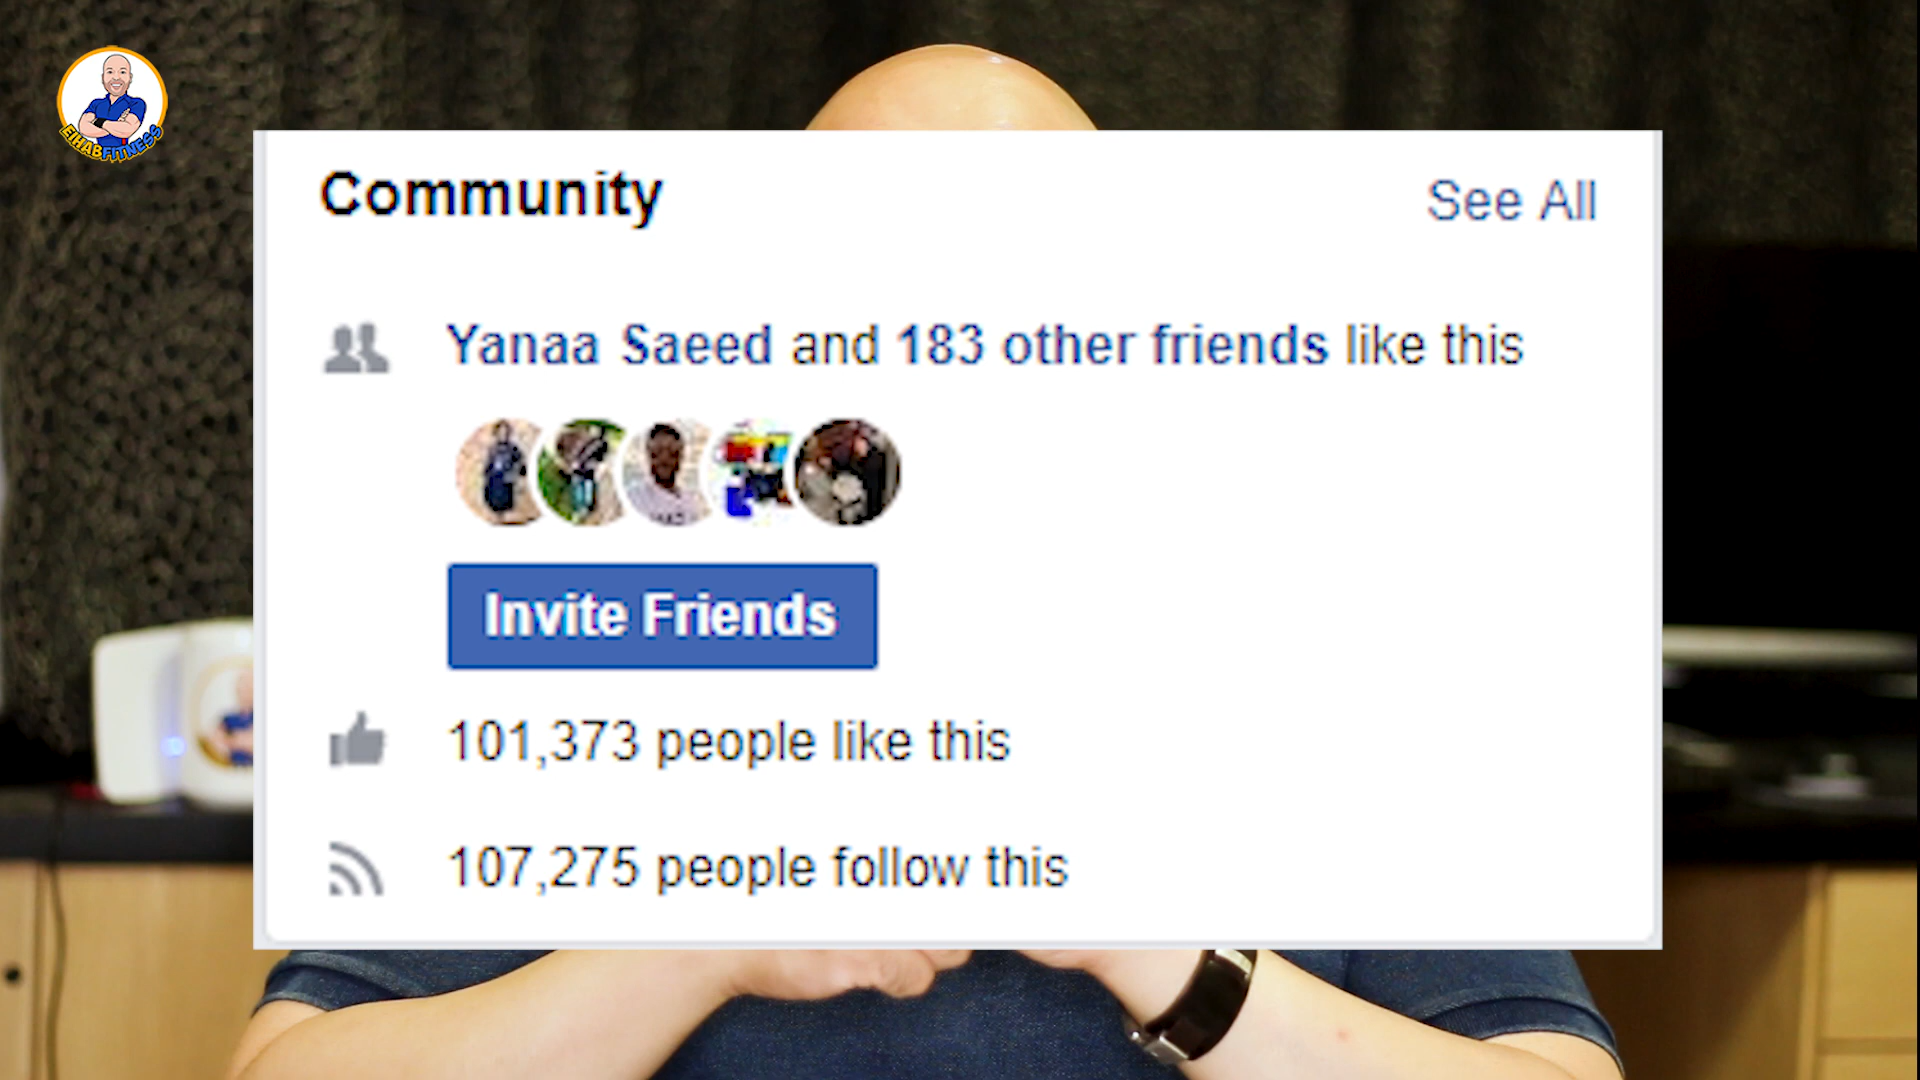 ElHABFITNESS
Community
See All
Yanaa Saeed and 183 other friends like this
Invite Friends
101,373 people like this
107,275 people follow this